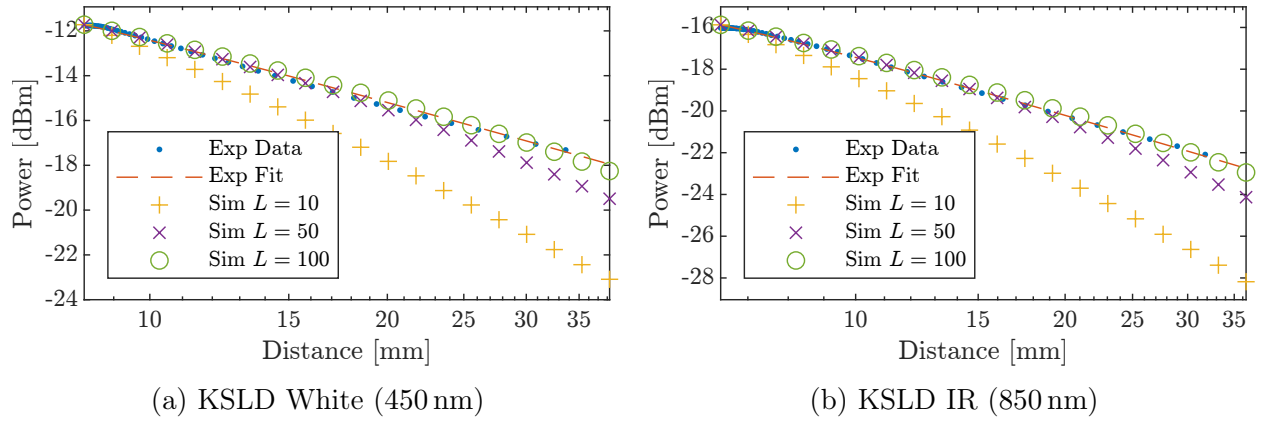 -12
-14
-16
-18
-20
-22
-24
Power [dBm]
Exp Data
Exp Fit
Sim L = 10
Sim L = 50
Sim L = 100
10 15 20 25 30 35
Distance [mm]
(a) KSLD White (450 nm)
-16
-18
-20
-22
-24
-26
-28
Power [dBm]
Exp Data
Exp Fit
Sim L = 10
Sim L = 50
Sim L = 100
10 15 20 25 30 35
Distance [mm]
(b) KSLD IR (850 nm)